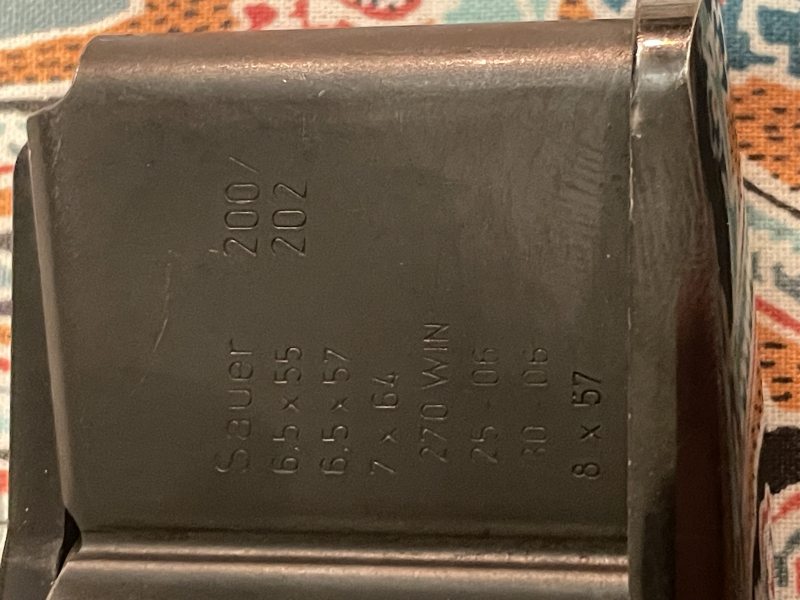 Sauer 200/
202
6,5 x 55
6,5 x 57
7 x 64
270 WIN
25-06
30-06
8 x 57